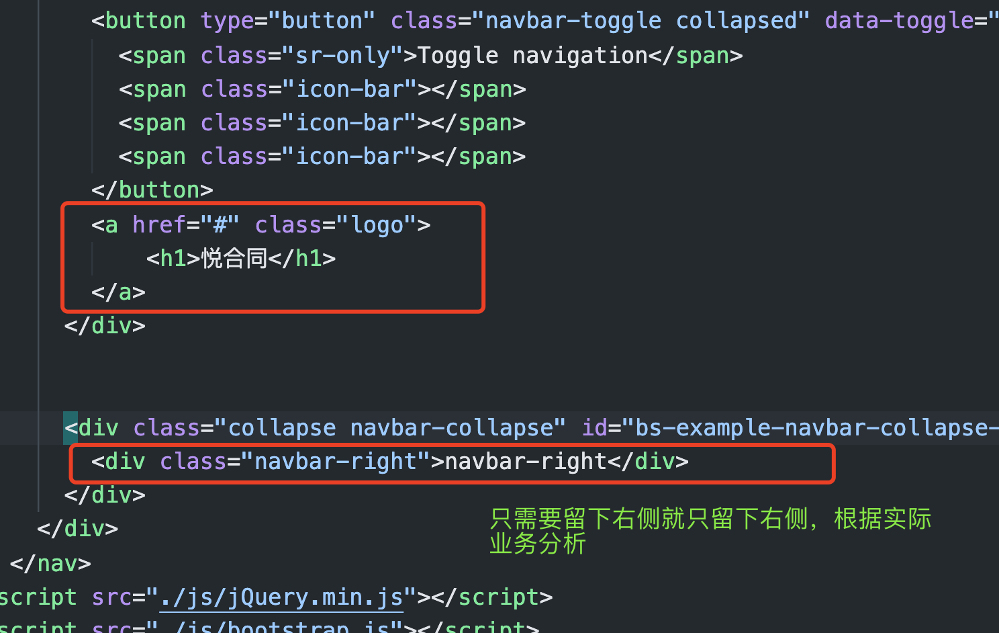 <button type="button" class="navbar-toggle collapsed" data-toggle="
<span class="sr-only">Toggle navigation</span>
<span class="icon-bar"></span>
<span class="icon-bar"></span>
<span class="icon-bar"></span>
</button>
<a href="#" class="logo">
<h1>悦合同</h1>
</a>
</div>
<div class="collapse navbar-collapse" id="bs-example-navbar-collapse-
<div class="navbar-right">navbar-right</div>
</div>
只需要留下右侧就只留下右侧，根据实际
业务分析
</div>
</nav>
script src="./js/jQuery.min.js"></script>
script src="./js/bootstrap.js"></script>